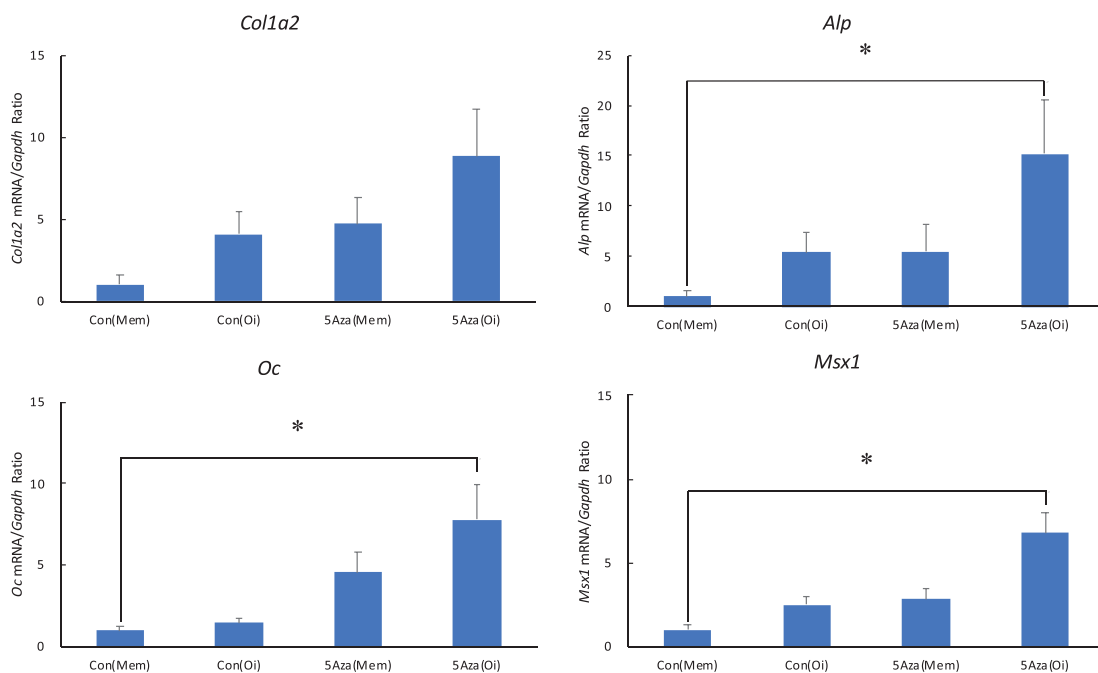 Col1a2
Col1a2 mRNA/Gapdh Ratio
15
10
5
0
Con(Mem) Con(Oi) 5Aza(Mem) 5Aza(Oi)
Alp
*
Alp mRNA/Gapdh Ratio
25
20
15
10
5
0
Con(Mem) Con(Oi) 5Aza(Mem) 5Aza(Oi)
Oc
*
Oc mRNA/Gapdh Ratio
15
10
5
0
Con(Mem) Con(Oi) 5Aza(Mem) 5Aza(Oi)
Msx1
*
Msx1 mRNA/Gapdh Ratio
15
10
5
0
Con(Mem) Con(Oi) 5Aza(Mem) 5Aza(Oi)